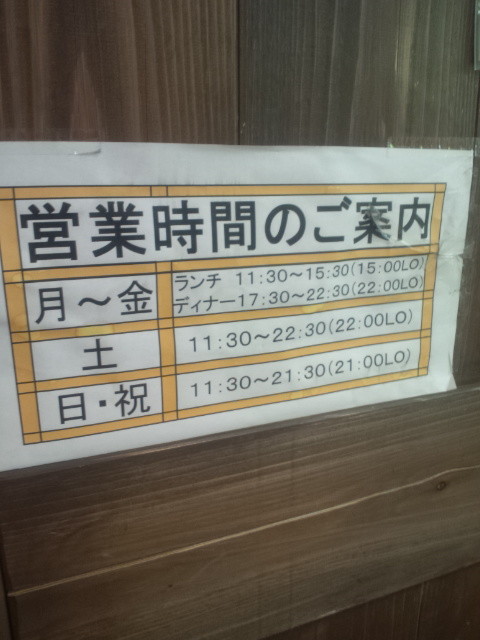 営業時間のご案内
月～金
ランチ 11:30～15:30(15:00LO)
ディナー17:30～22:30(22:00LO)
土
11:30～22:30(22:00LO)
日・祝
11:30～21:30(21:00LO)